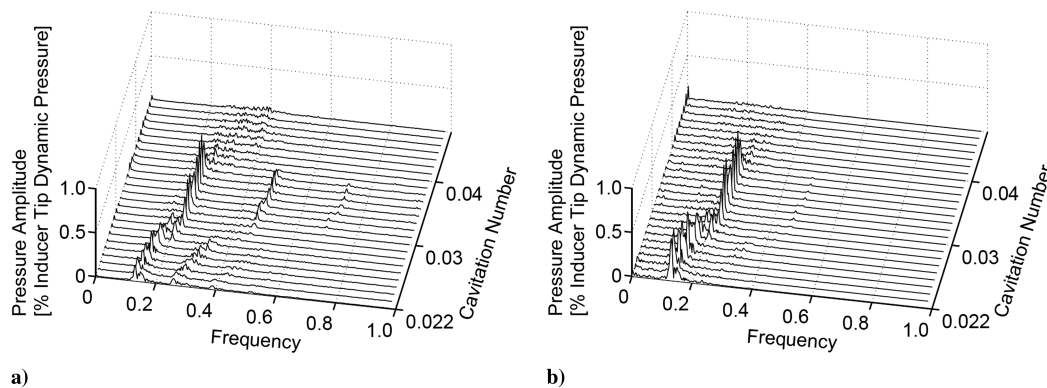 Pressure Amplitude
[% Inducer Tip Dynamic Pressure]
1.0
0.5
0
0
0.2
0.4
0.6
0.8
1.0
Frequency
0.022
0.03
0.04
Cavitation Number
a)
Pressure Amplitude
[% Inducer Tip Dynamic Pressure]
1.0
0.5
0
0
0.2
0.4
0.6
0.8
1.0
Frequency
0.022
0.03
0.04
Cavitation Number
b)